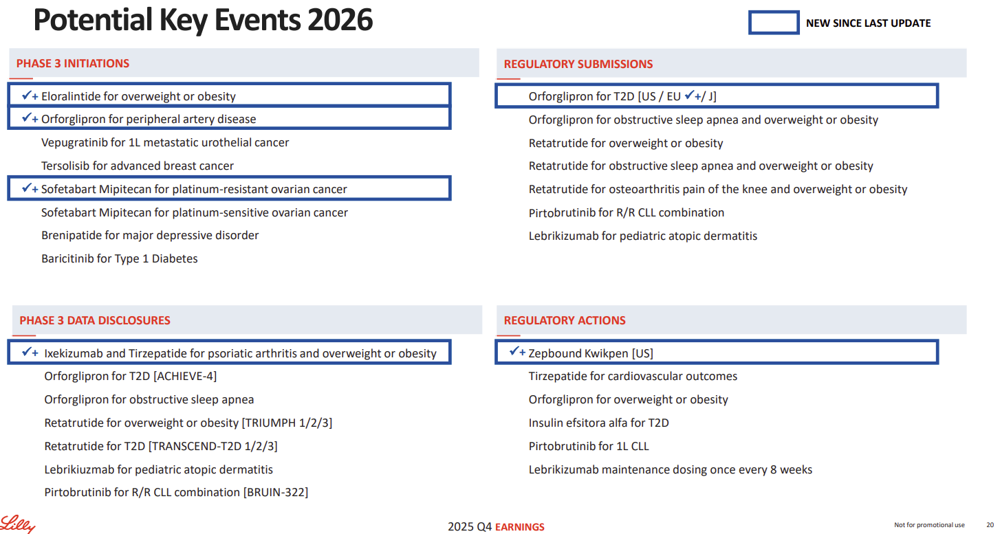 Potential Key Events 2026
NEW SINCE LAST UPDATE
PHASE 3 INITIATIONS
✓+ Eloralintide for overweight or obesity
✓+ Orforglipron for peripheral artery disease
Vepugratinib for 1L metastatic urothelial cancer
Tersolisib for advanced breast cancer
✓+ Sofetabart Mipitecan for platinum-resistant ovarian cancer
Sofetabart Mipitecan for platinum-sensitive ovarian cancer
Brenipatide for major depressive disorder
Baricitinib for Type 1 Diabetes
REGULATORY SUBMISSIONS
Orforglipron for T2D [US / EU ✓+/ J]
Orforglipron for obstructive sleep apnea and overweight or obesity
Retatrutide for overweight or obesity
Retatrutide for obstructive sleep apnea and overweight or obesity
Retatrutide for osteoarthritis pain of the knee and overweight or obesity
Pirtobrutinib for R/R CLL combination
Lebrikizumab for pediatric atopic dermatitis
PHASE 3 DATA DISCLOSURES
✓+ Ixekizumab and Tirzepatide for psoriatic arthritis and overweight or obesity
Orforglipron for T2D [ACHIEVE-4]
Orforglipron for obstructive sleep apnea
Retatrutide for overweight or obesity [TRIUMPH 1/2/3]
Retatrutide for T2D [TRANSCEND-T2D 1/2/3]
Lebrikiuzmab for pediatric atopic dermatitis
Pirtobrutinib for R/R CLL combination [BRUIN-322]
REGULATORY ACTIONS
✓+ Zepbound Kwikpen [US]
Tirzepatide for cardiovascular outcomes
Orforglipron for overweight or obesity
Insulin efsitora alfa for T2D
Pirtobrutinib for 1L CLL
Lebrikizumab maintenance dosing once every 8 weeks
Lilly
2025 Q4 EARNINGS
Not for promotional use
20